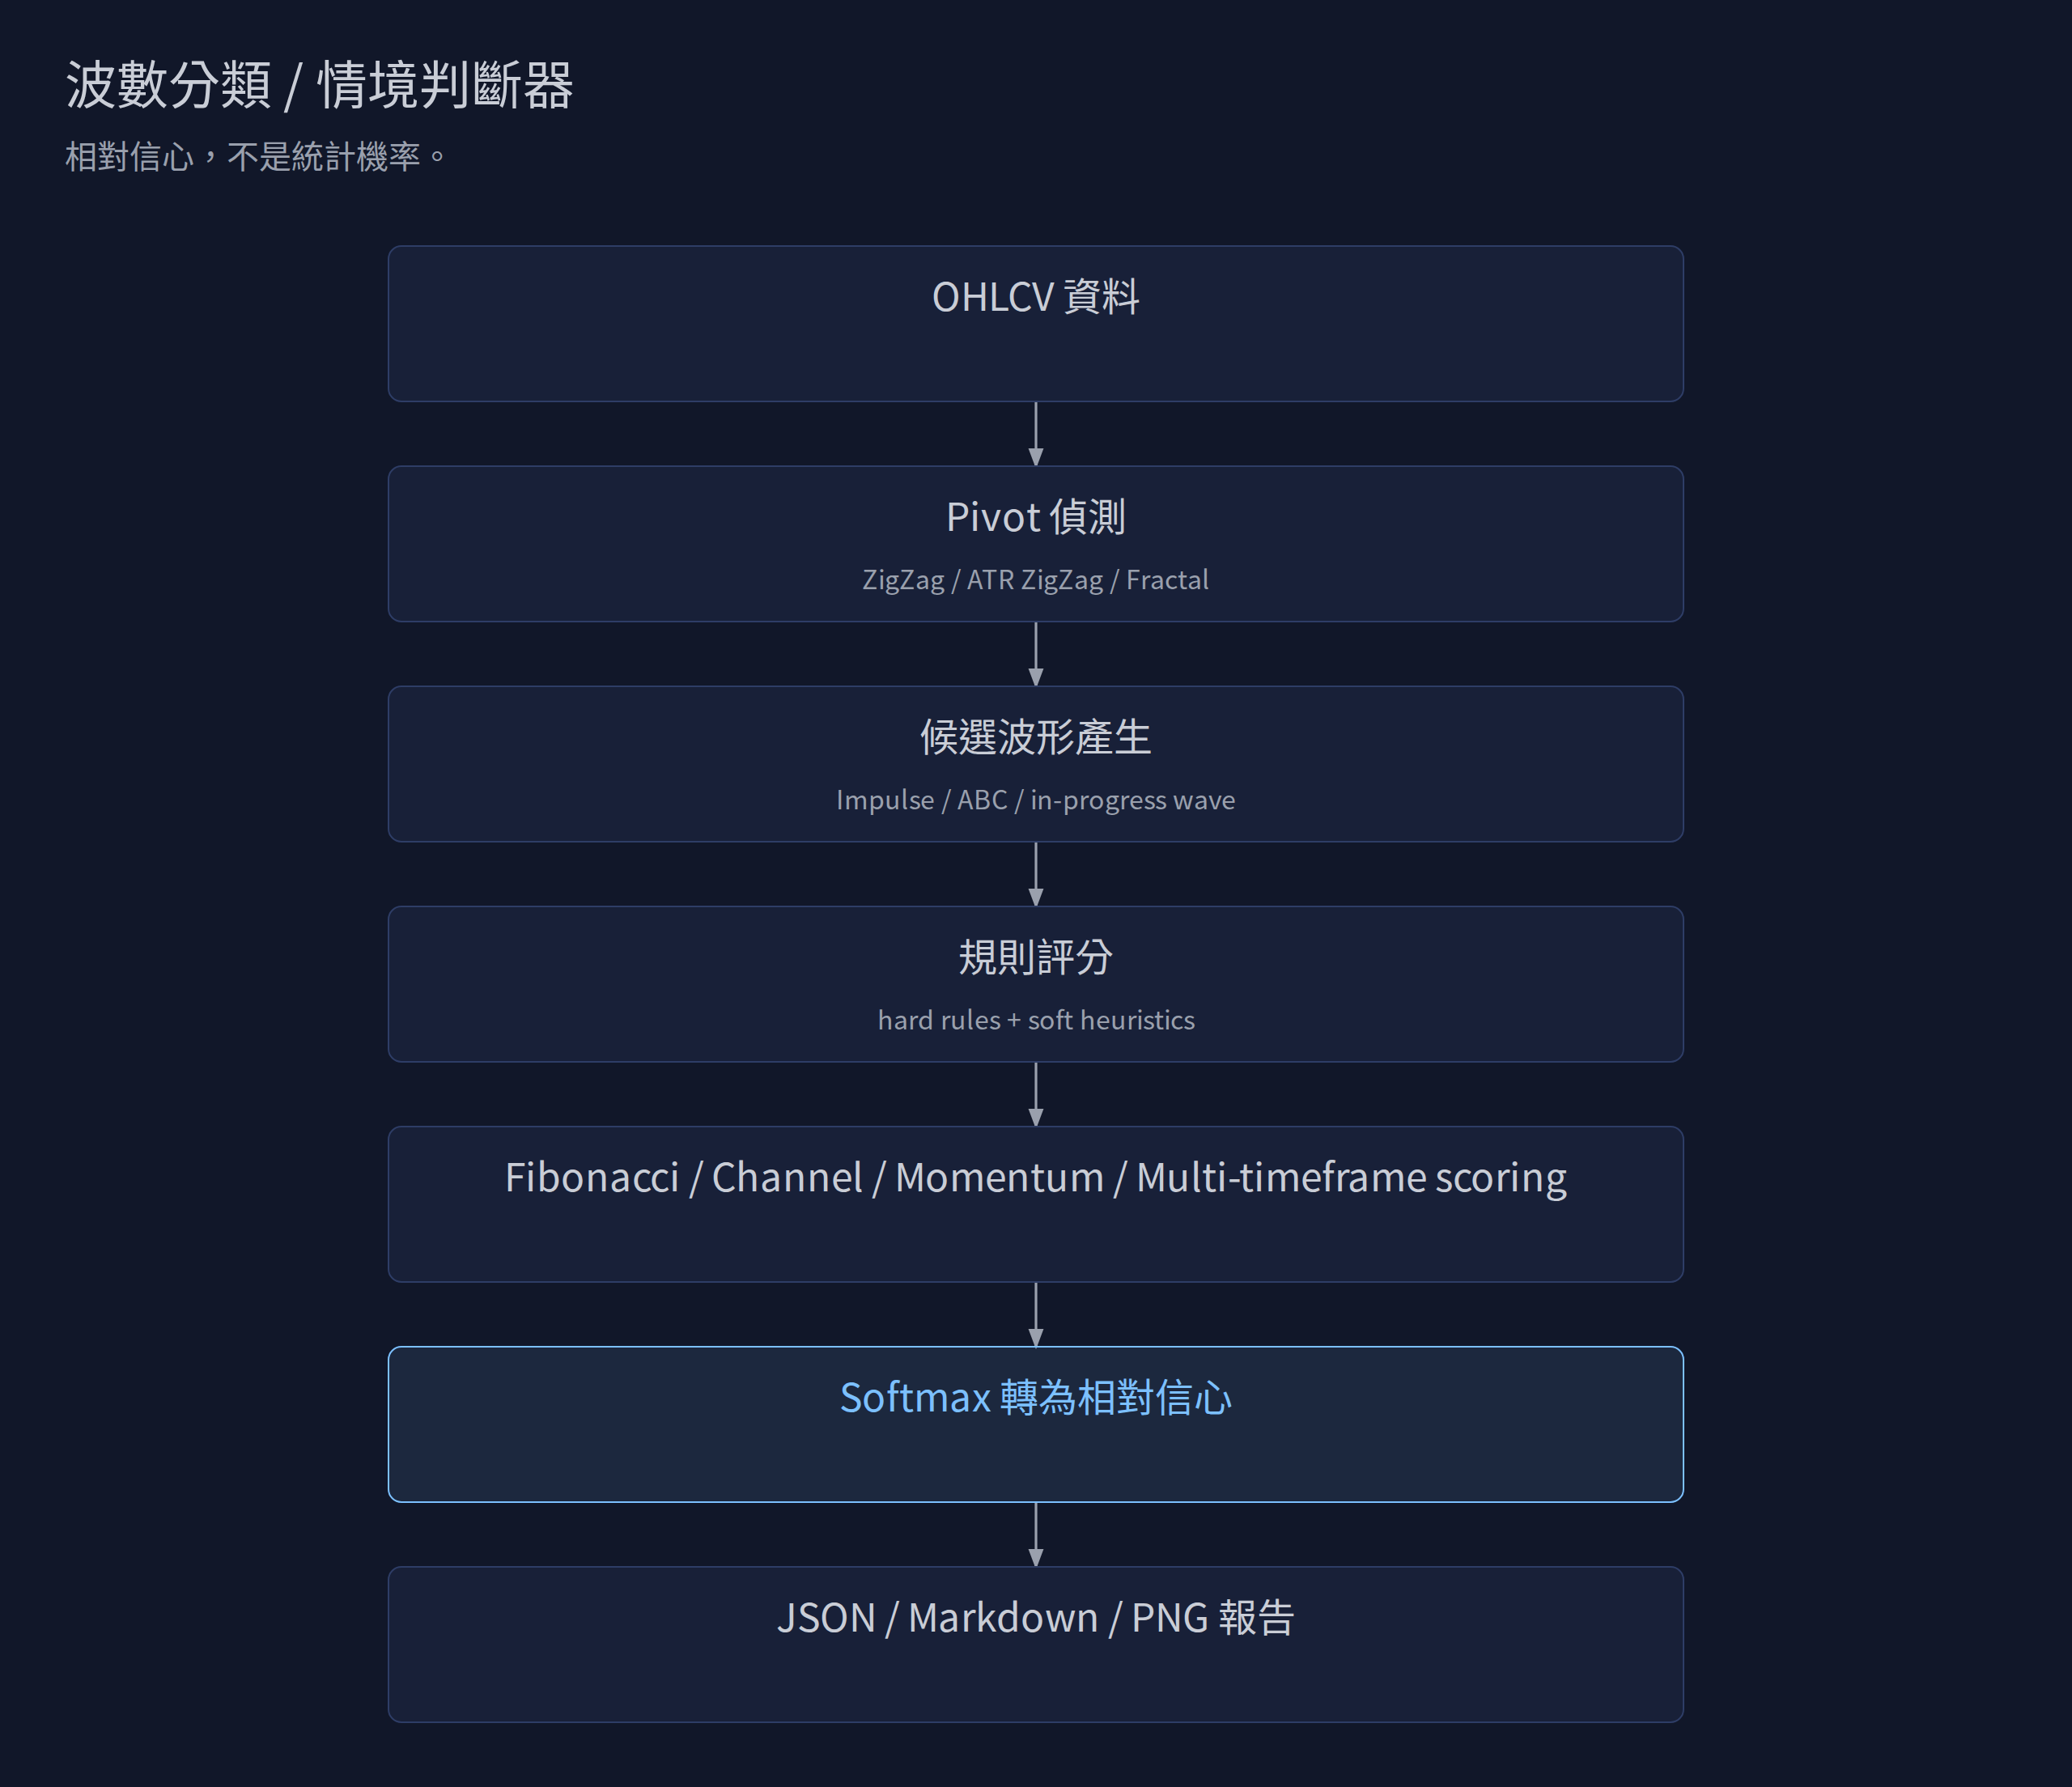 波數分類 / 情境判斷器
相對信心，不是統計機率。
OHLCV 資料
Pivot 偵測
ZigZag / ATR ZigZag / Fractal
候選波形產生
Impulse / ABC / in-progress wave
規則評分
hard rules + soft heuristics
Fibonacci / Channel / Momentum / Multi-timeframe scoring
Softmax 轉為相對信心
JSON / Markdown / PNG 報告